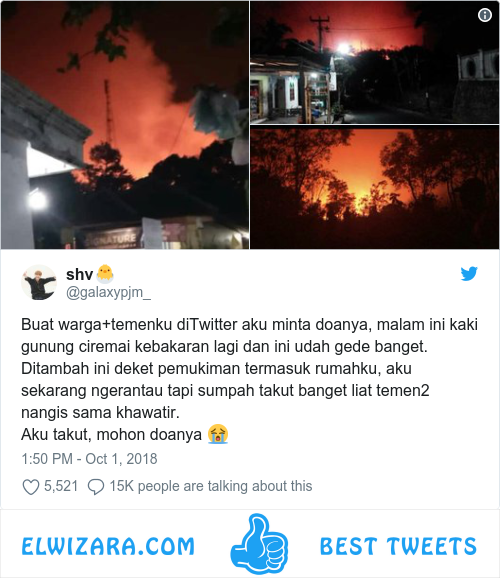 GNATURE
shv🐣
@galaxypjm_
Buat warga+temenku diTwitter aku minta doanya, malam ini kaki
gunung ciremai kebakaran lagi dan ini udah gede banget.
Ditambah ini deket pemukiman termasuk rumahku, aku
sekarang ngerantau tapi sumpah takut banget liat temen2
nangis sama khawatir.
Aku takut, mohon doanya 😭
1:50 PM - Oct 1, 2018
5,521 15K people are talking about this
ELWIZARA.COM BEST TWEETS